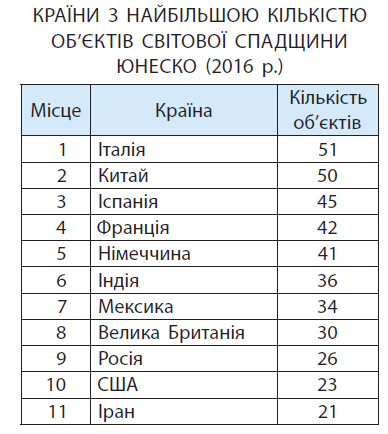 КРАЇНИ З НАЙБІЛЬШОЮ КІЛЬКІСТЮ
ОБ’ЄКТІВ СВІТОВОЇ СПАДЩИНИ
ЮНЕСКО (2016 р.)
Місце Країна Кількість об’єктів
1 Італія 51
2 Китай 50
3 Іспанія 45
4 Франція 42
5 Німеччина 41
6 Індія 36
7 Мексика 34
8 Велика Британія 30
9 Росія 26
10 США 23
11 Іран 21